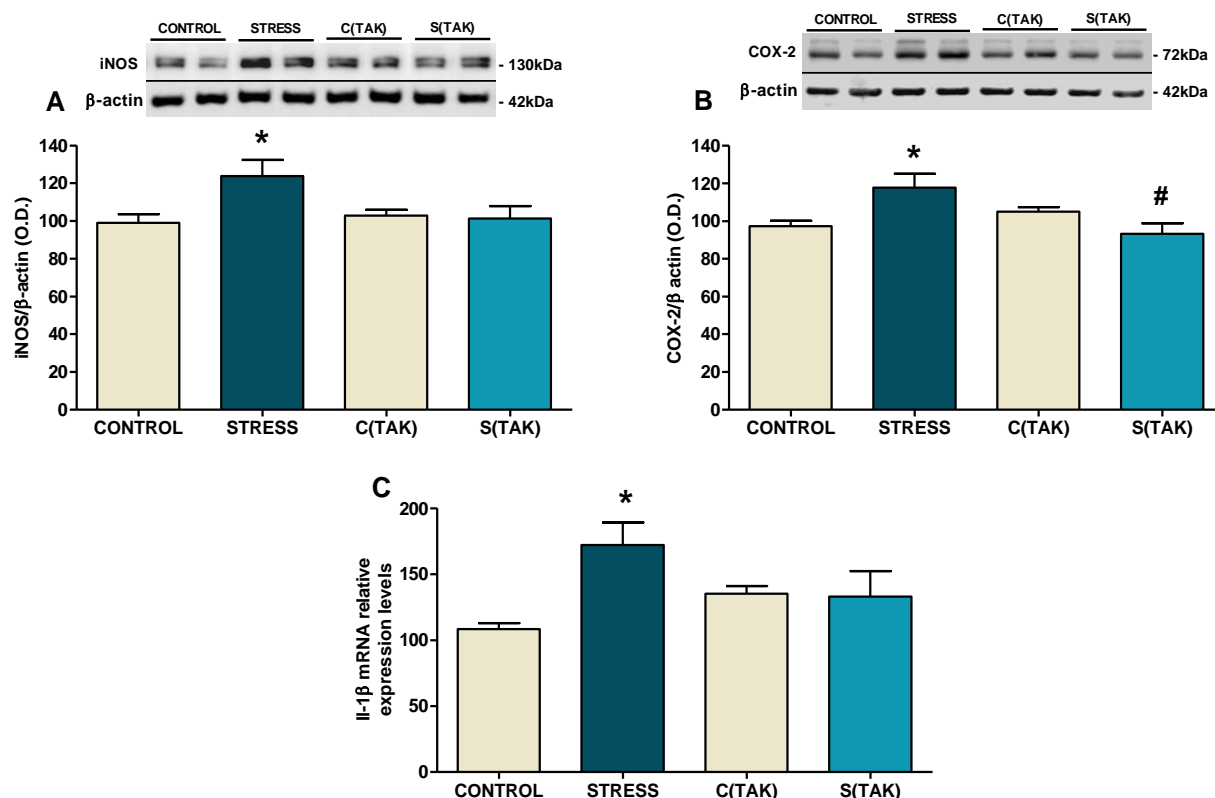 CONTROL STRESS C(TAK) S(TAK)
iNOS - 130kDa
A
β-actin - 42kDa
*
iNOS/β-actin (O.D.)
140
120
100
80
60
40
20
0
CONTROL STRESS C(TAK) S(TAK)
CONTROL STRESS C(TAK) S(TAK)
COX-2 - 72kDa
B
β-actin - 42kDa
*
#
COX-2/β actin (O.D.)
140
120
100
80
60
40
20
0
CONTROL STRESS C(TAK) S(TAK)
C
*
Il-1β mRNA relative
expression levels
200
150
100
50
0
CONTROL STRESS C(TAK) S(TAK)